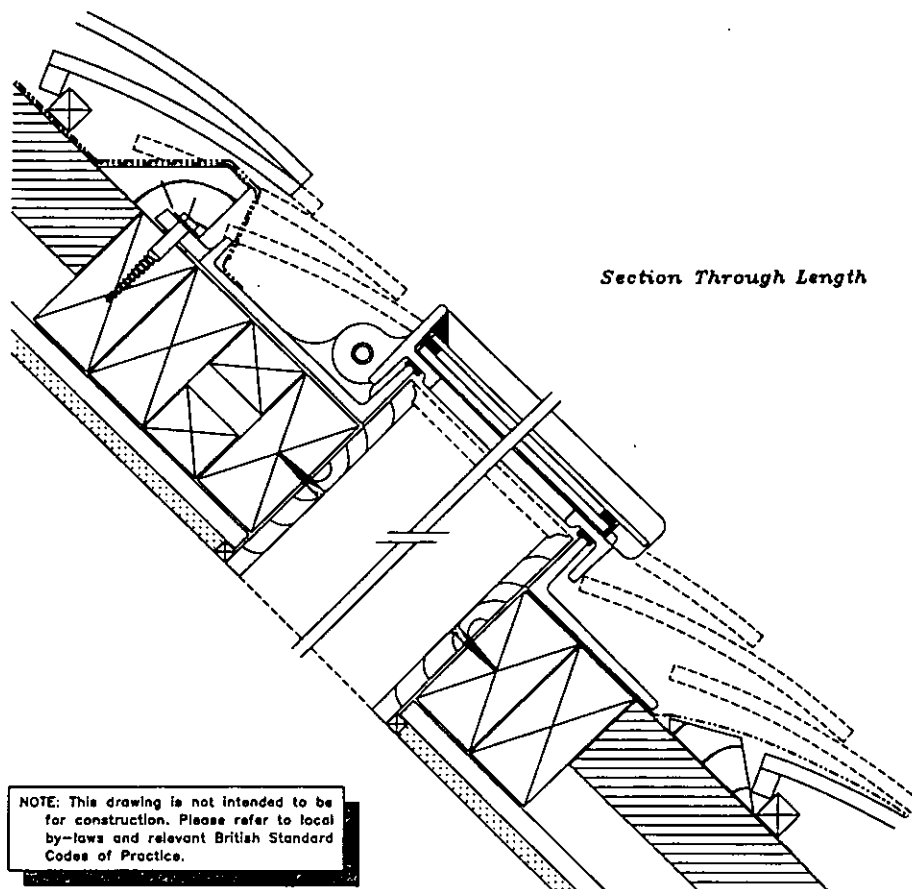 Section Through Length
NOTE: This drawing is not intended to be
for construction. Please refer to local
by-laws and relevant British Standard
Codes of Practice.